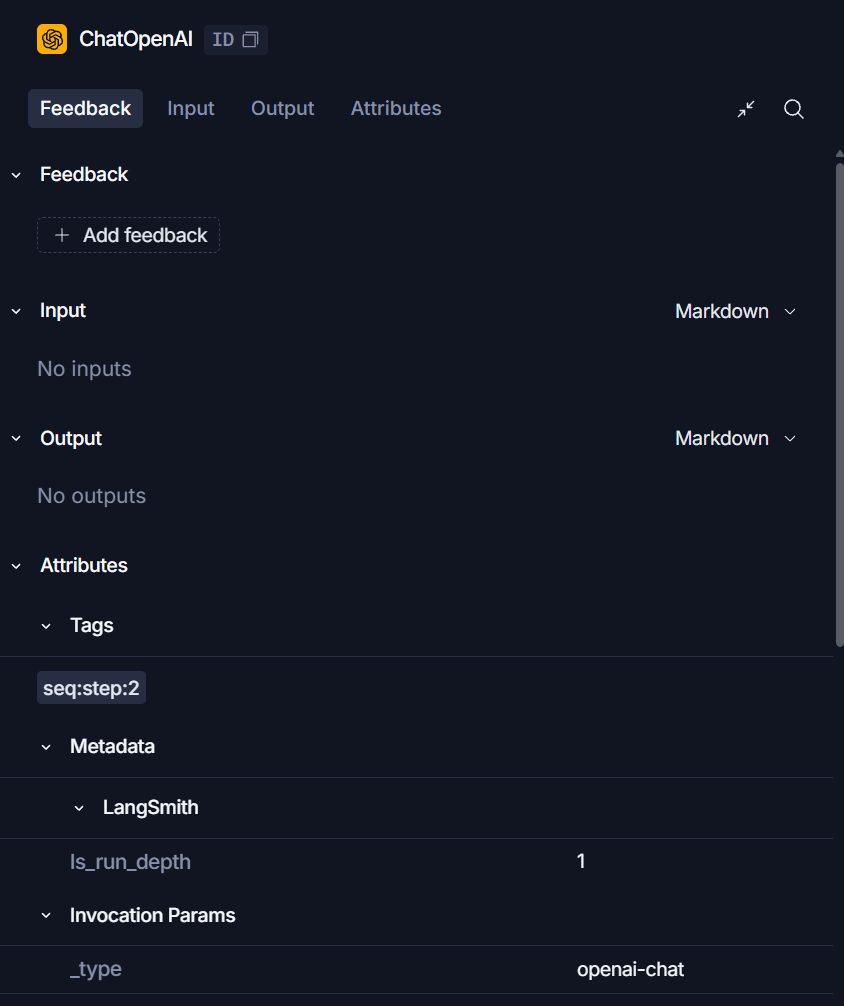 ChatOpenAI ID
Feedback Input Output Attributes
Feedback
+ Add feedback
Input Markdown
No inputs
Output Markdown
No outputs
Attributes
Tags
seq:step:2
Metadata
LangSmith
ls_run_depth 1
Invocation Params
_type openai-chat